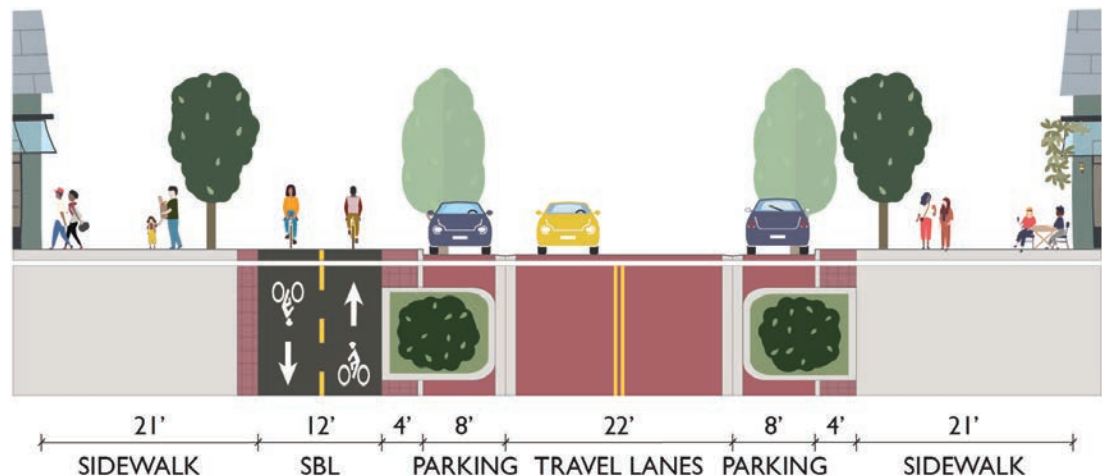 21' 12' 4' 8' 22' 8' 4' 21'
SIDEWALK SBL PARKING TRAVEL LANES PARKING SIDEWALK